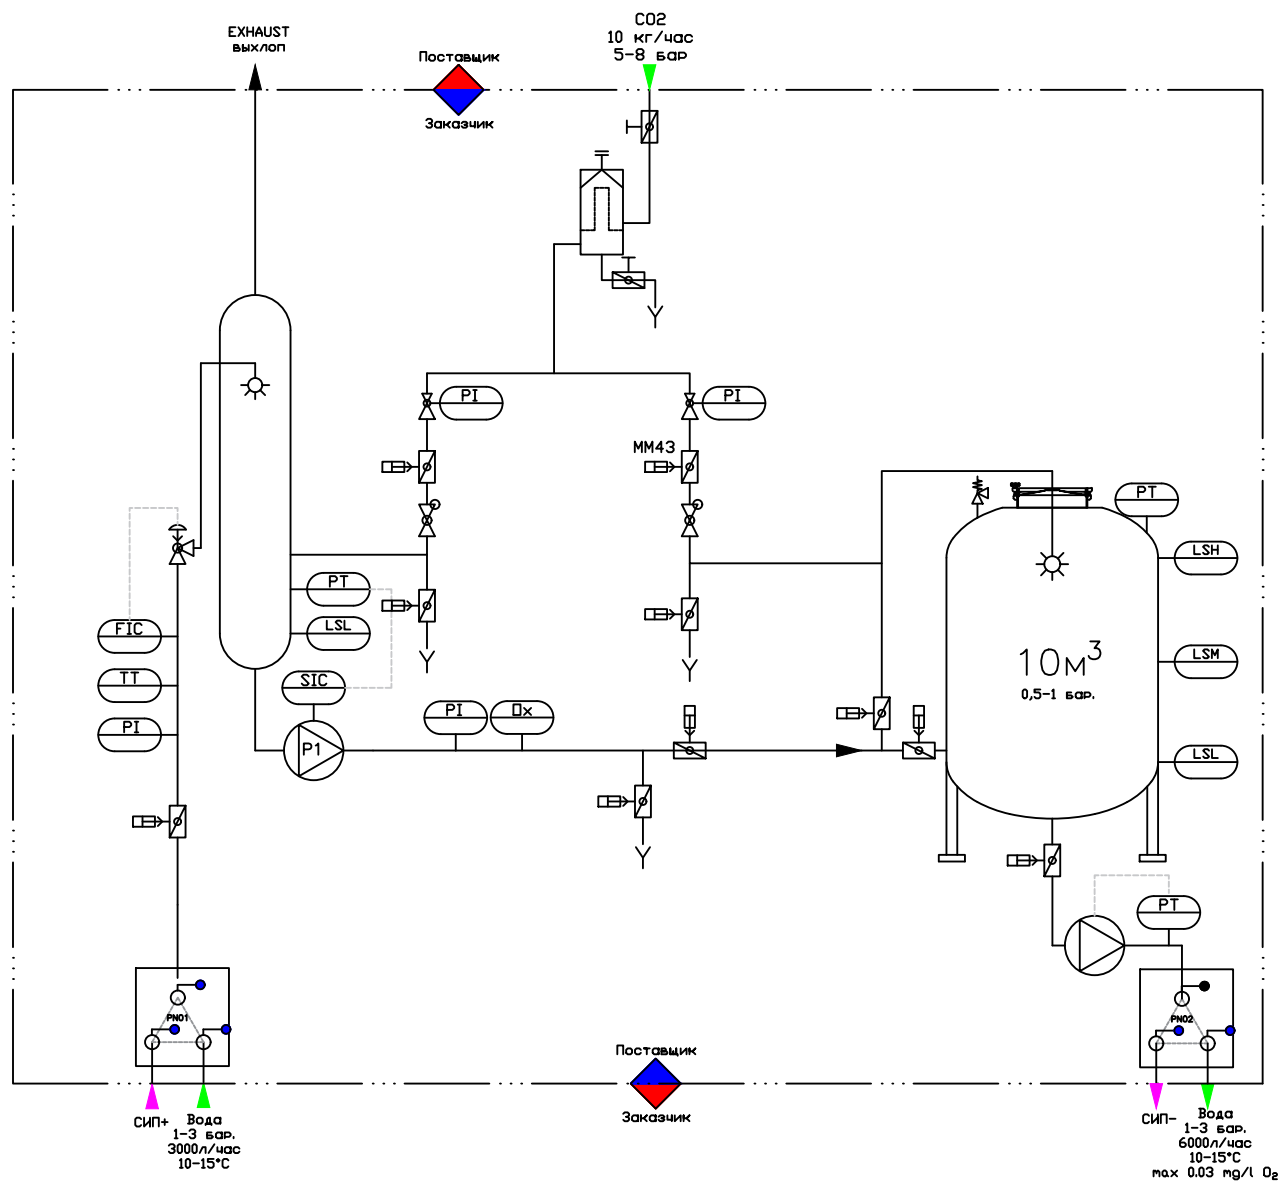 EXHAUST
выхлоп
CO2
10 кг/час
5-8 бар
Поставщик
Заказчик
PI
PI
MM43
PT
LSH
LSM
LSL
10м³
0,5-1 бар.
PT
LSL
SIC
FIC
TT
PI
P1
PI
Ox
PT
PN01
PN02
Поставщик
Заказчик
СИП+
Вода
1-3 бар.
3000л/час
10-15°C
СИП-
Вода
1-3 бар.
6000л/час
10-15°C
max 0.03 mg/l O₂